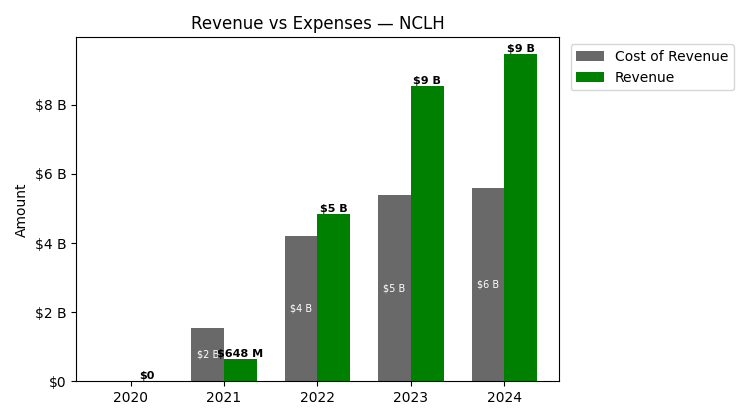 Revenue vs Expenses — NCLH
Cost of Revenue
Revenue
Amount
$8 B
$6 B
$4 B
$2 B
$0
$0
$2 B
$648 M
$4 B
$5 B
$5 B
$9 B
$6 B
$9 B
2020 2021 2022 2023 2024